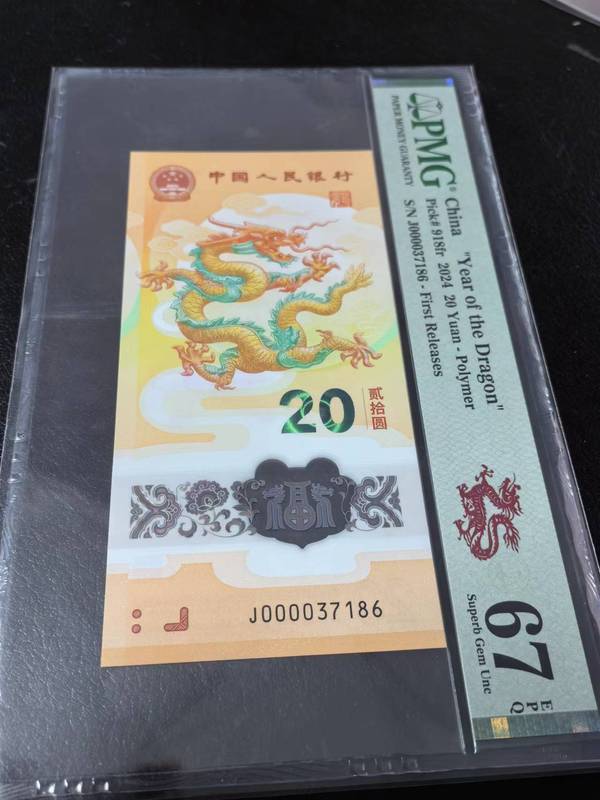 中国人民银行
20
贰拾圆
福
J000037186
PMG®
PAPER MONEY GUARANTY
China
"Year of the Dragon"
Pick# 918fr 2024 20 Yuan - Polymer
S/N J000037186 - First Releases
67
EPQ
Superb Gem Unc